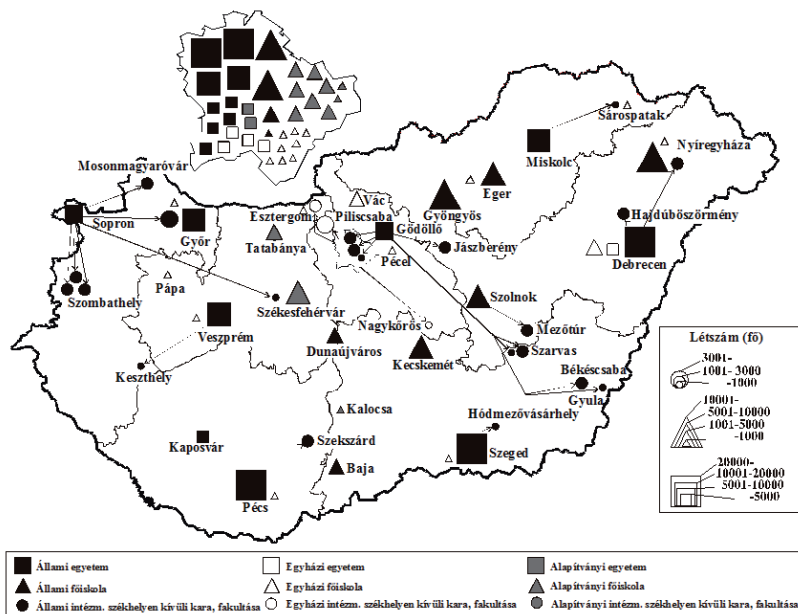 Sárospatak
Miskolc
Nyíregyháza
Mosonmagyaróvár
Vác
Eger
Esztergom
Piliscsaba
Gyöngyös
Hajdúböszörmény
Sopron
Győr
Tatabánya
Gödöllő
Jászberény
Pécel
Debrecen
Pápa
Szombathely
Székesfehérvár
Szolnok
Nagykőrös
Mezőtúr
Veszprém
Dunaújváros
Kecskemét
Szarvas
Keszthely
Békéscsaba
Gyula
Kalocsa
Hódmezővásárhely
Kaposvár
Szekszárd
Szeged
Baja
Pécs
Létszám (fő)
3001-
1001- 3000
-1000
10001-
5001-10000
1001-5000
-1000
20000-
10001-20000
5001-10000
-5000
Állami egyetem
Egyházi egyetem
Alapítványi egyetem
Állami főiskola
Egyházi főiskola
Alapítványi főiskola
Állami intézm. székhelyen kívüli kara, fakultása
Egyházi intézm. székhelyen kívüli kara, fakultása
Alapítványi intézm. székhelyen kívüli kara, fakultása